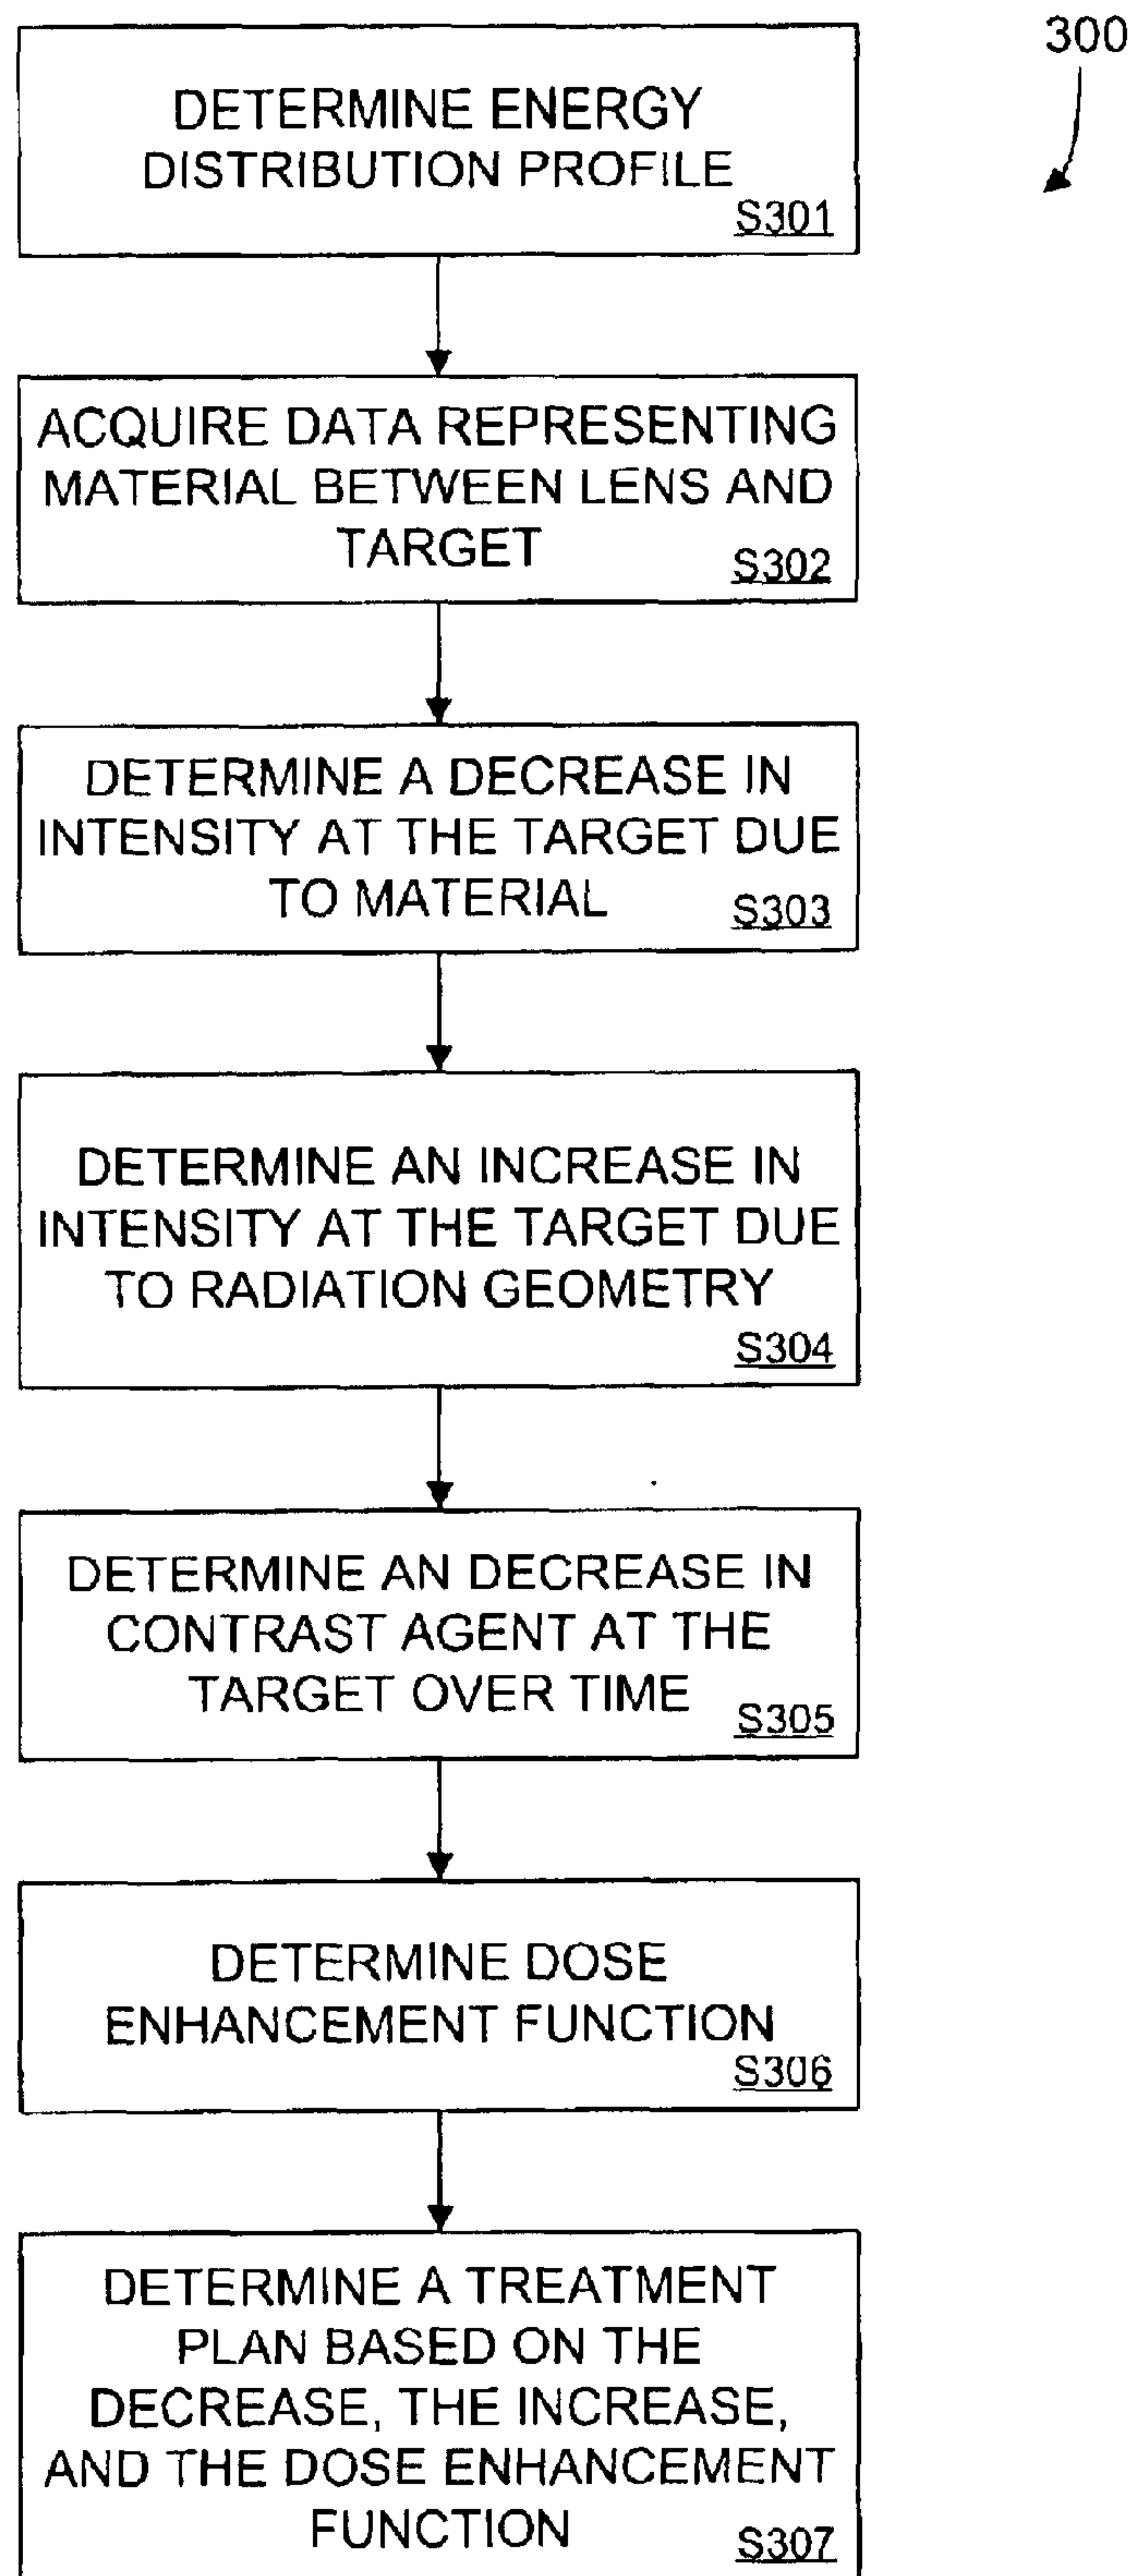 300
DETERMINE ENERGY
DISTRIBUTION PROFILE
S301
ACQUIRE DATA REPRESENTING
MATERIAL BETWEEN LENS AND
TARGET
S302
DETERMINE A DECREASE IN
INTENSITY AT THE TARGET DUE
TO MATERIAL
S303
DETERMINE AN INCREASE IN
INTENSITY AT THE TARGET DUE
TO RADIATION GEOMETRY
S304
DETERMINE AN DECREASE IN
CONTRAST AGENT AT THE
TARGET OVER TIME
S305
DETERMINE DOSE
ENHANCEMENT FUNCTION
S306
DETERMINE A TREATMENT
PLAN BASED ON THE
DECREASE, THE INCREASE,
AND THE DOSE ENHANCEMENT
FUNCTION
S307